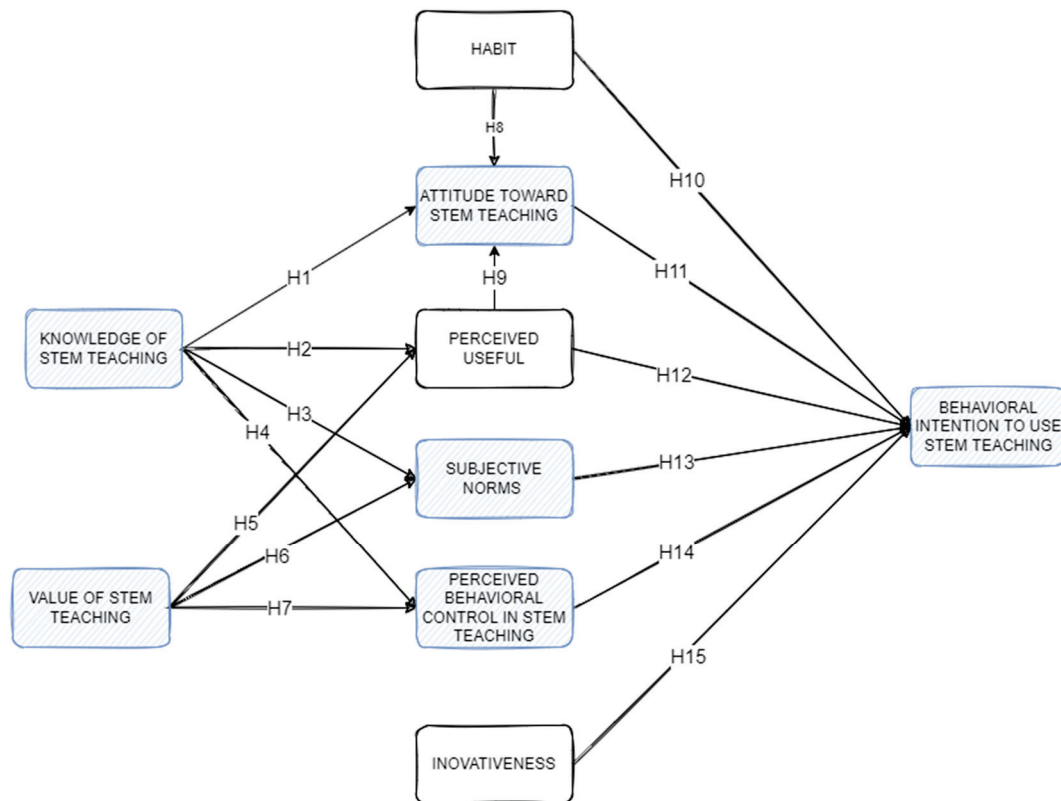 HABIT
H8
H10
ATTITUDE TOWARD
STEM TEACHING
H11
H1
H9
KNOWLEDGE OF
STEM TEACHING
H2
PERCEIVED
USEFUL
H12
H3
H4
BEHAVIORAL
INTENTION TO USE
STEM TEACHING
SUBJECTIVE
NORMS
H13
H5
H6
H14
VALUE OF STEM
TEACHING
H7
PERCEIVED
BEHAVIORAL
CONTROL IN STEM
TEACHING
H15
INOVATIVENESS